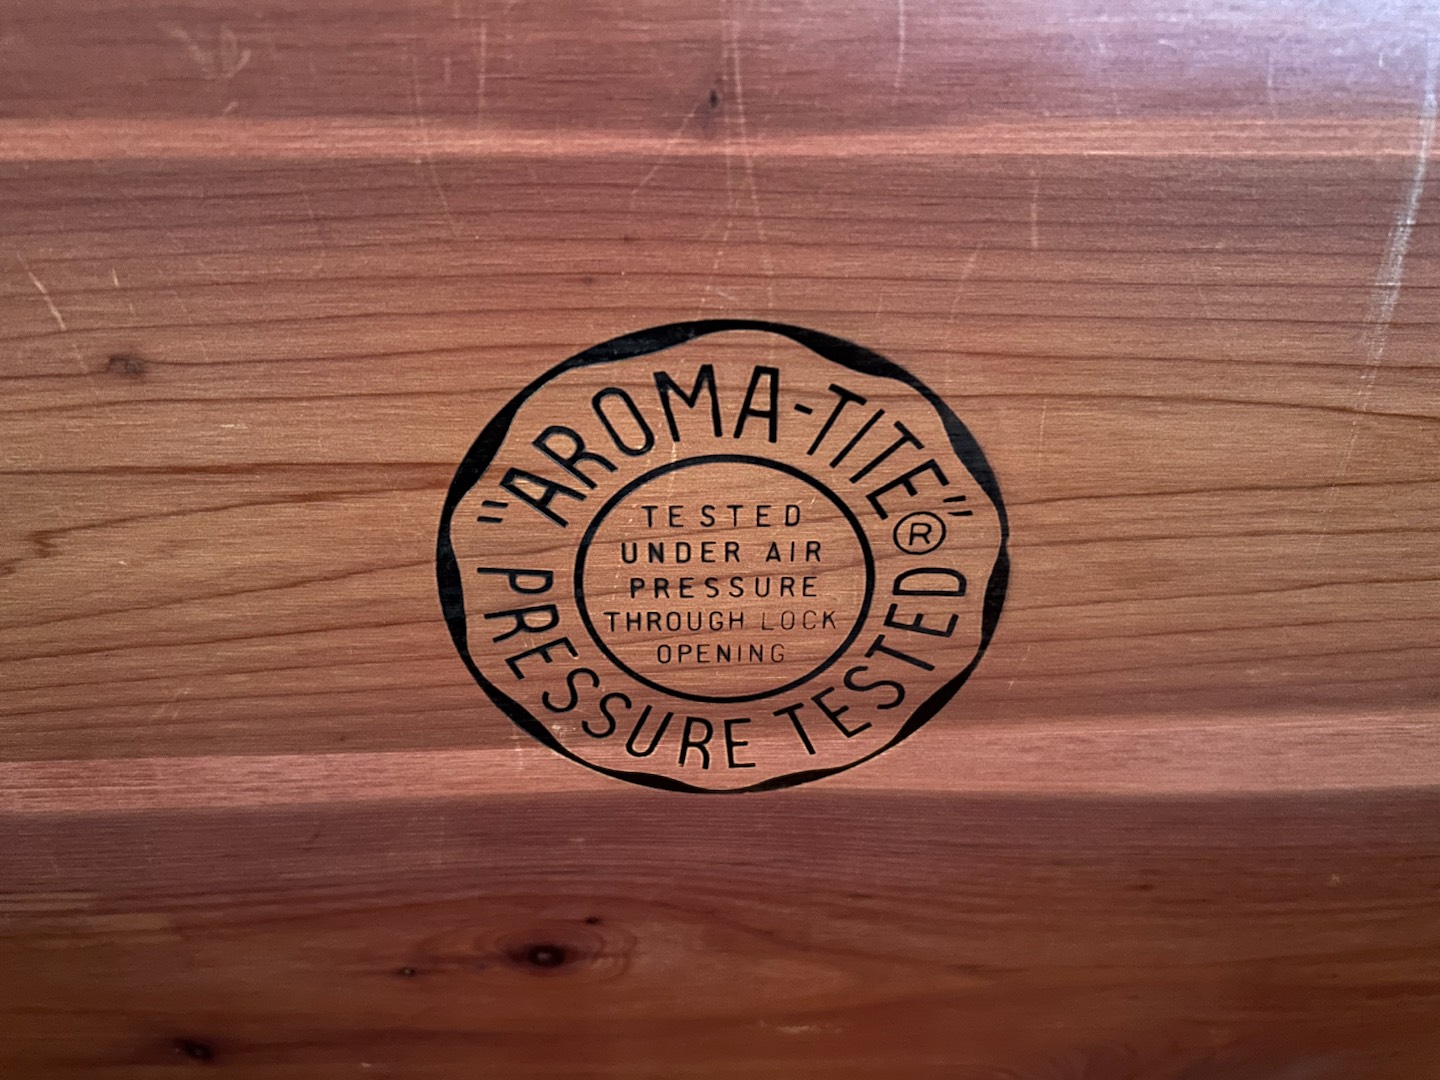 "AROMA-TITE"®
TESTED
UNDER AIR
PRESSURE
THROUGH LOCK
OPENING
PRESSURE TESTED